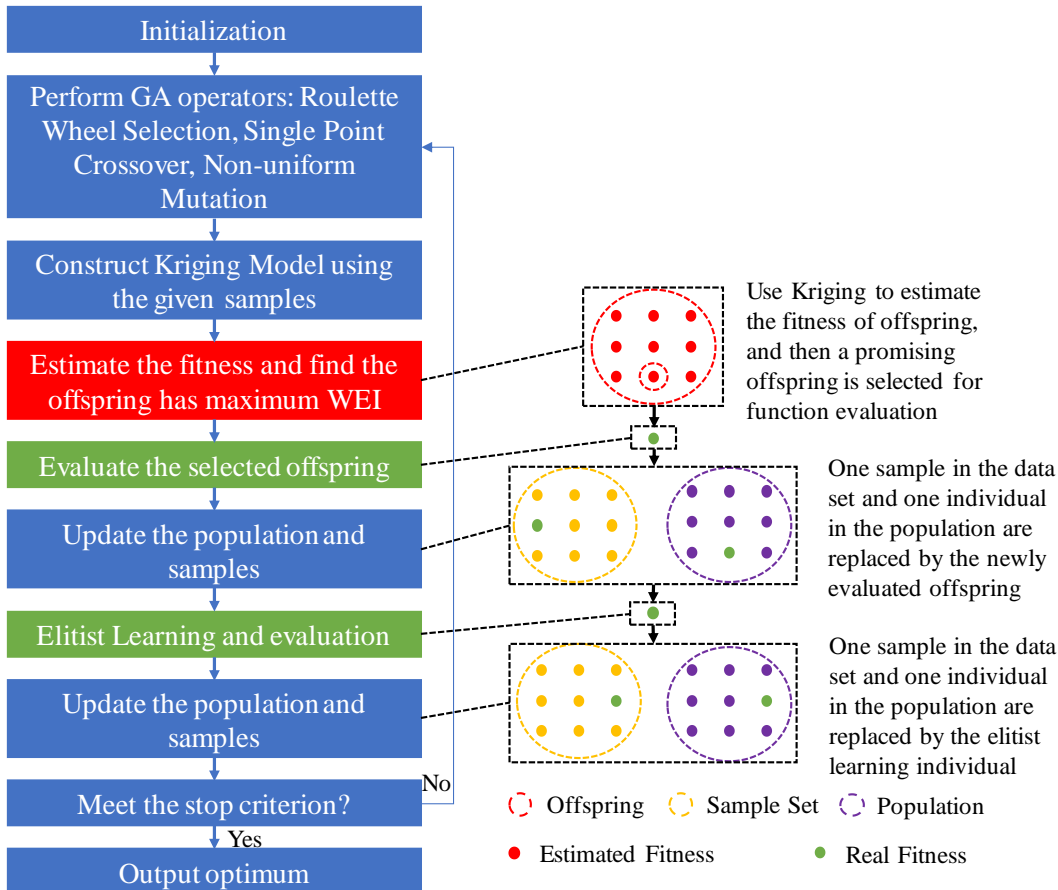 Initialization
Perform GA operators: Roulette
Wheel Selection, Single Point
Crossover, Non-uniform
Mutation
Construct Kriging Model using
the given samples
Estimate the fitness and find the
offspring has maximum WEI
Evaluate the selected offspring
Update the population and
samples
Elitist Learning and evaluation
Update the population and
samples
Meet the stop criterion?
No
Yes
Output optimum
Use Kriging to estimate
the fitness of offspring,
and then a promising
offspring is selected for
function evaluation
One sample in the data
set and one individual
in the population are
replaced by the newly
evaluated offspring
One sample in the data
set and one individual
in the population are
replaced by the elitist
learning individual
Offspring
Sample Set
Population
Estimated Fitness
Real Fitness